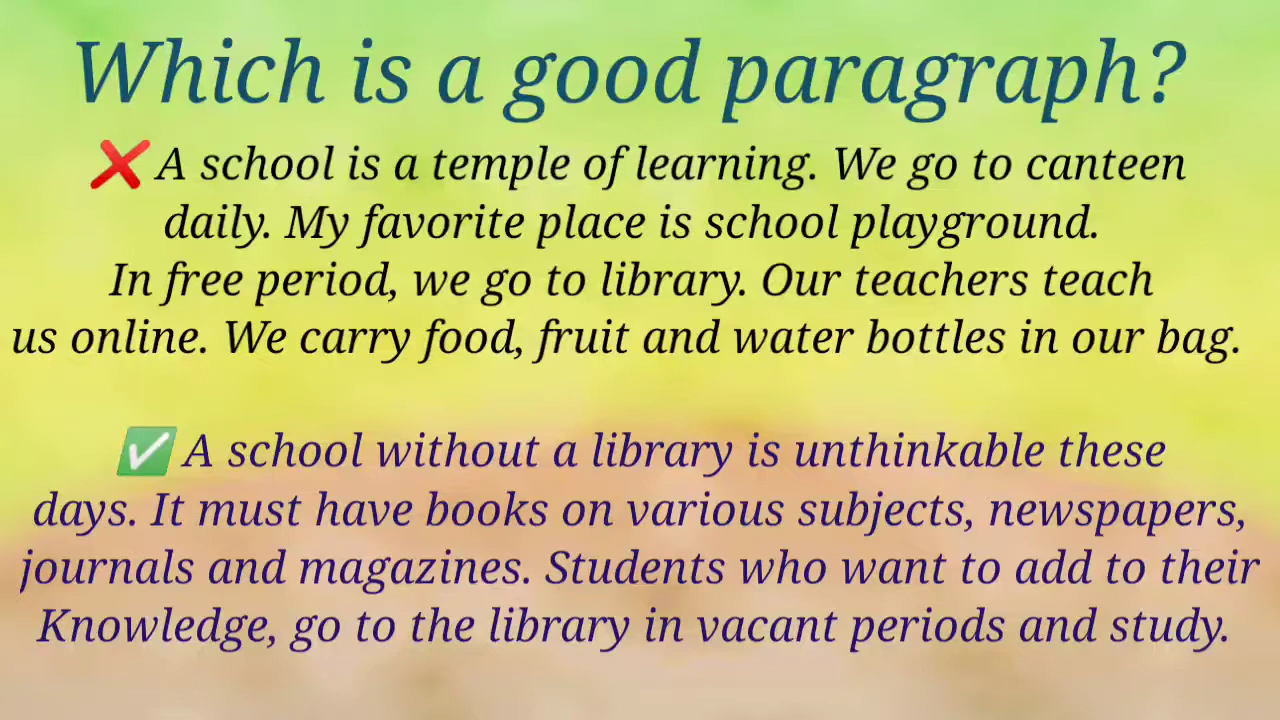 Which is a good paragraph?
❌ A school is a temple of learning. We go to canteen
daily. My favorite place is school playground.
In free period, we go to library. Our teachers teach
us online. We carry food, fruit and water bottles in our bag.
✅ A school without a library is unthinkable these
days. It must have books on various subjects, newspapers,
journals and magazines. Students who want to add to their
Knowledge, go to the library in vacant periods and study.